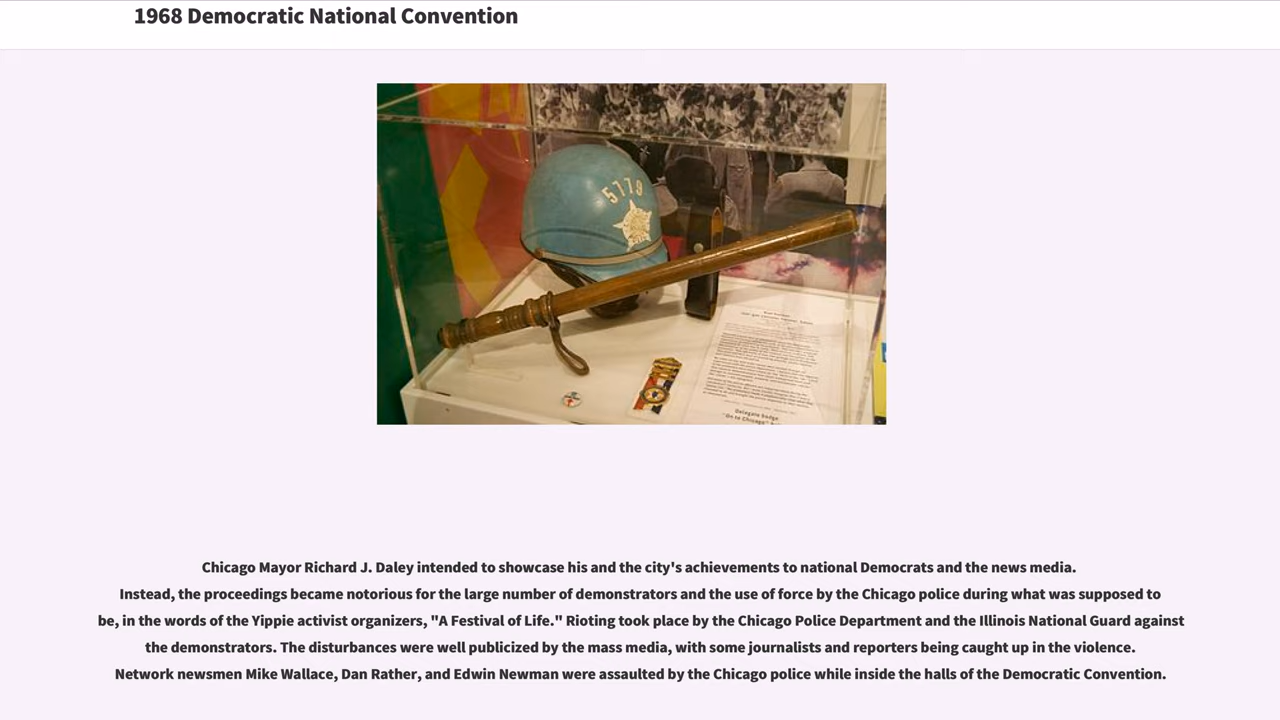 1968 Democratic National Convention
5779
Delegate badge
"On to Chicago"
Chicago Mayor Richard J. Daley intended to showcase his and the city's achievements to national Democrats and the news media.
Instead, the proceedings became notorious for the large number of demonstrators and the use of force by the Chicago police during what was supposed to
be, in the words of the Yippie activist organizers, "A Festival of Life." Rioting took place by the Chicago Police Department and the Illinois National Guard against
the demonstrators. The disturbances were well publicized by the mass media, with some journalists and reporters being caught up in the violence.
Network newsmen Mike Wallace, Dan Rather, and Edwin Newman were assaulted by the Chicago police while inside the halls of the Democratic Convention.